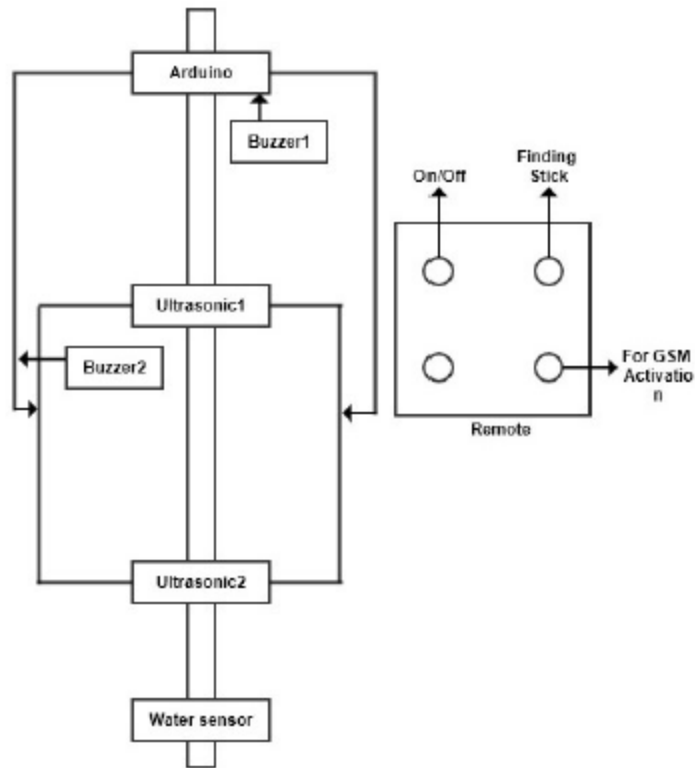 Arduino
Buzzer1
Finding
Stick
On/Off
Ultrasonic1
Buzzer2
For GSM
Activatio
n
Remote
Ultrasonic2
Water sensor